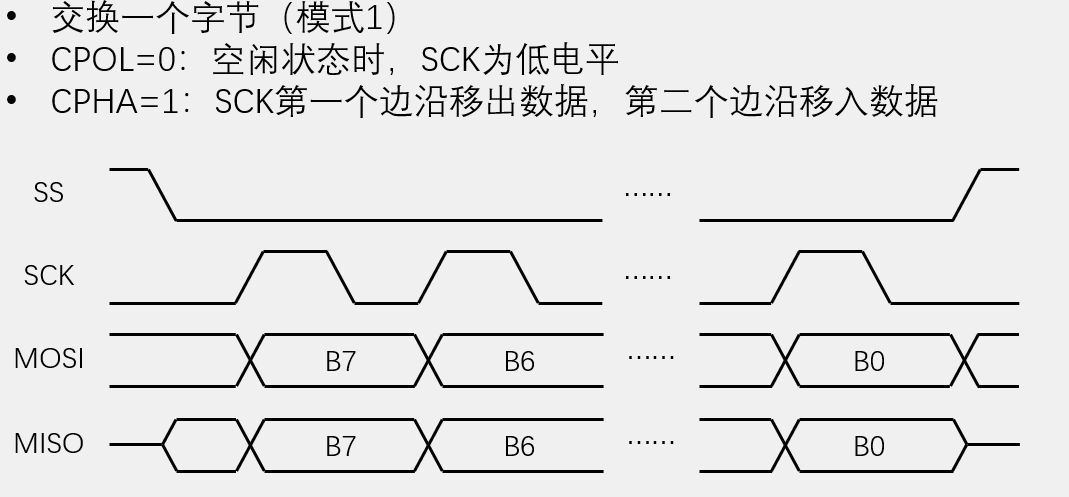 • 交换一个字节（模式1）
• CPOL=0：空闲状态时，SCK为低电平
• CPHA=1：SCK第一个边沿移出数据，第二个边沿移入数据
SS ……
SCK ……
MOSI B7 B6 …… B0
MISO B7 B6 …… B0